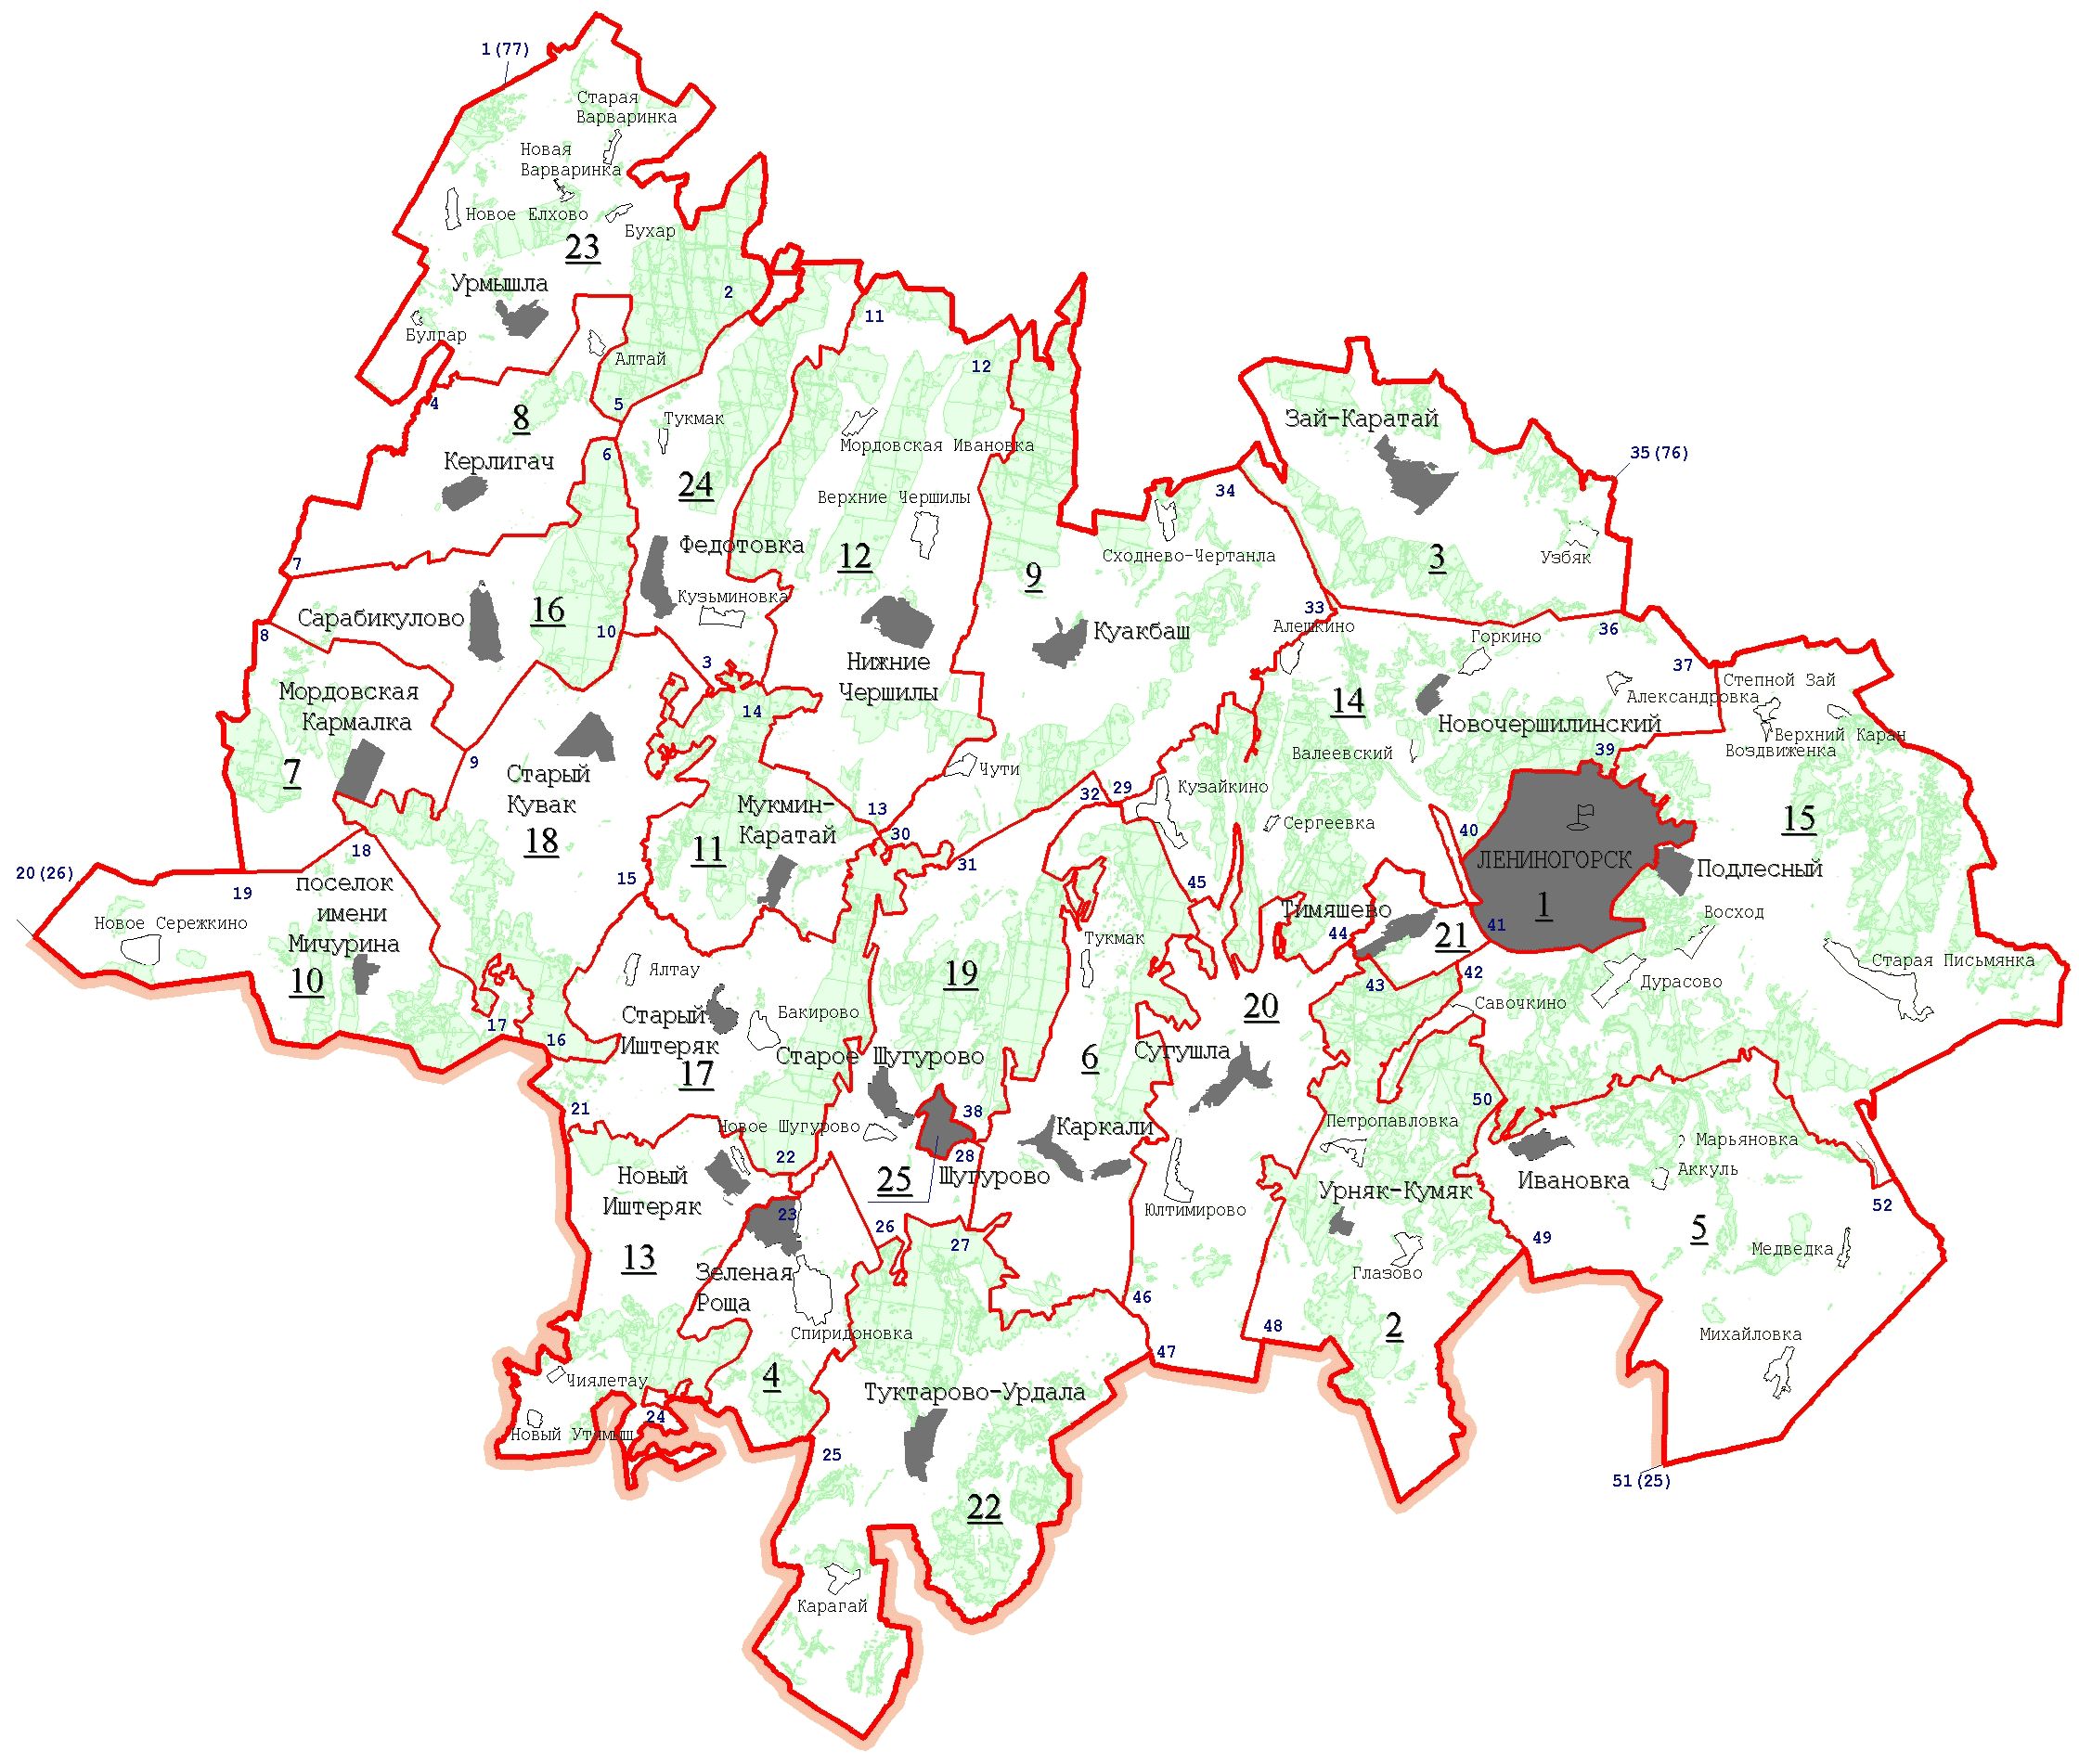 1 (77)
Старая
Варваринка
Новая
Варваринка
Новое Елхово
Бухар
23
Урмышла
2
Булгар
Алтай
11
12
4
5
8
Тукмак
Мордовская Ивановка
Зай-Каратай
Керлигач
6
35 (76)
24
Верхние Чершилы
34
Федотовка
12
Сходнево-Чертанла
3
Узбяк
7
9
Кузьминовка
Сарабикулово
16
33
8
10
Алешкино
Куакбаш
36
Горкино
Нижние
Чершилы
3
37
Мордовская
Кармалка
Степной Зай
Александровка
14
14
Новочершилинский
Верхний Каран
Воздвиженка
7
9
Старый
Кувак
Чути
Валеевский
39
Кузайкино
Мукмин-
Каратай
13
32
29
Сергеевка
15
18
30
40
18
11
31
ЛЕНИНОГОРСК
Подлесный
20 (26)
19
15
45
1
поселок
имени
Мичурина
Новое Сережкино
Тимяшево
Восход
44
21
41
Тукмак
10
Ялтау
19
42
43
Старая Письмянка
Дурасово
20
Савочкино
17
Старый
Иштеряк
Бакирово
16
Старое Шугурово
6
Сугушла
17
21
38
50
Новое Шугурово
Каркали
Петропавловка
Марьяновка
22
28
Аккуль
Новый
Иштеряк
25
Шугурово
Урняк-Кумяк
Ивановка
52
23
Юлтимирово
26
27
49
5
13
Зеленая
Роща
Глазово
Медведка
46
Спиридоновка
48
2
Михайловка
47
4
Чиялетау
Туктарово-Урдала
24
Новый Утямыш
25
51 (25)
22
Карагай